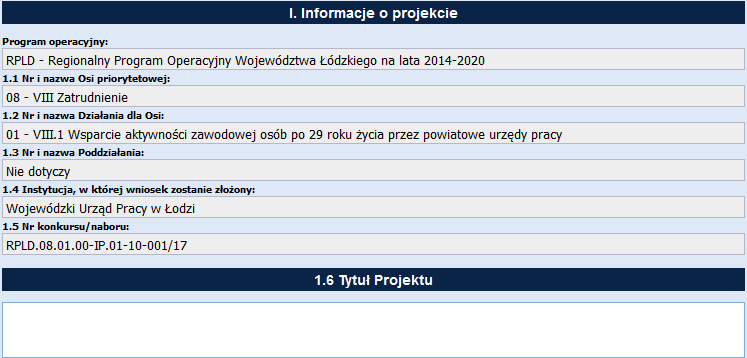 I. Informacje o projekcie
Program operacyjny:
RPLD - Regionalny Program Operacyjny Województwa Łódzkiego na lata 2014-2020
1.1 Nr i nazwa Osi priorytetowej:
08 - VIII Zatrudnienie
1.2 Nr i nazwa Działania dla Osi:
01 - VIII.1 Wsparcie aktywności zawodowej osób po 29 roku życia przez powiatowe urzędy pracy
1.3 Nr i nazwa Poddziałania:
Nie dotyczy
1.4 Instytucja, w której wniosek zostanie złożony:
Wojewódzki Urząd Pracy w Łodzi
1.5 Nr konkursu/naboru:
RPLD.08.01.00-IP.01-10-001/17
1.6 Tytuł Projektu